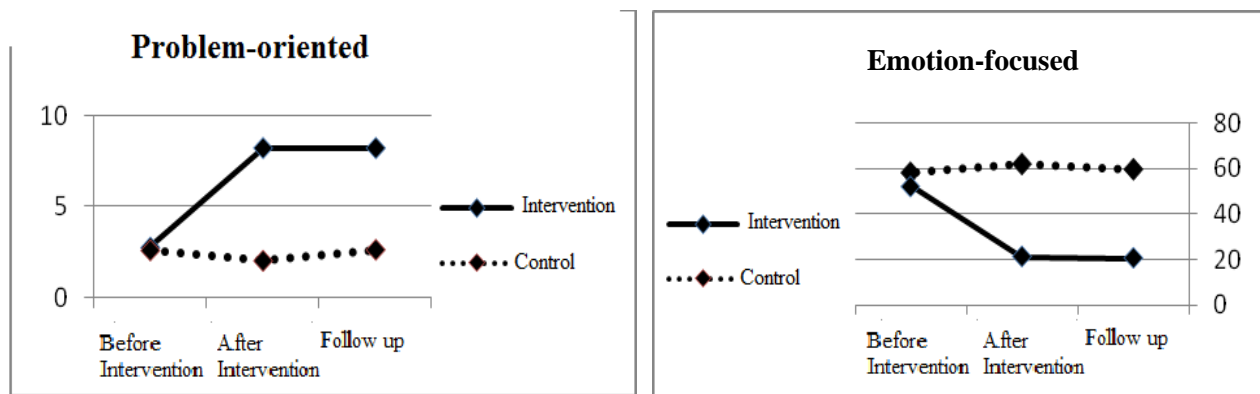 Problem-oriented
10
5
0
Before
Intervention
After
Intervention
Follow up
Intervention
Control
Emotion-focused
80
60
40
20
0
Before
Intervention
After
Intervention
Follow up
Intervention
Control